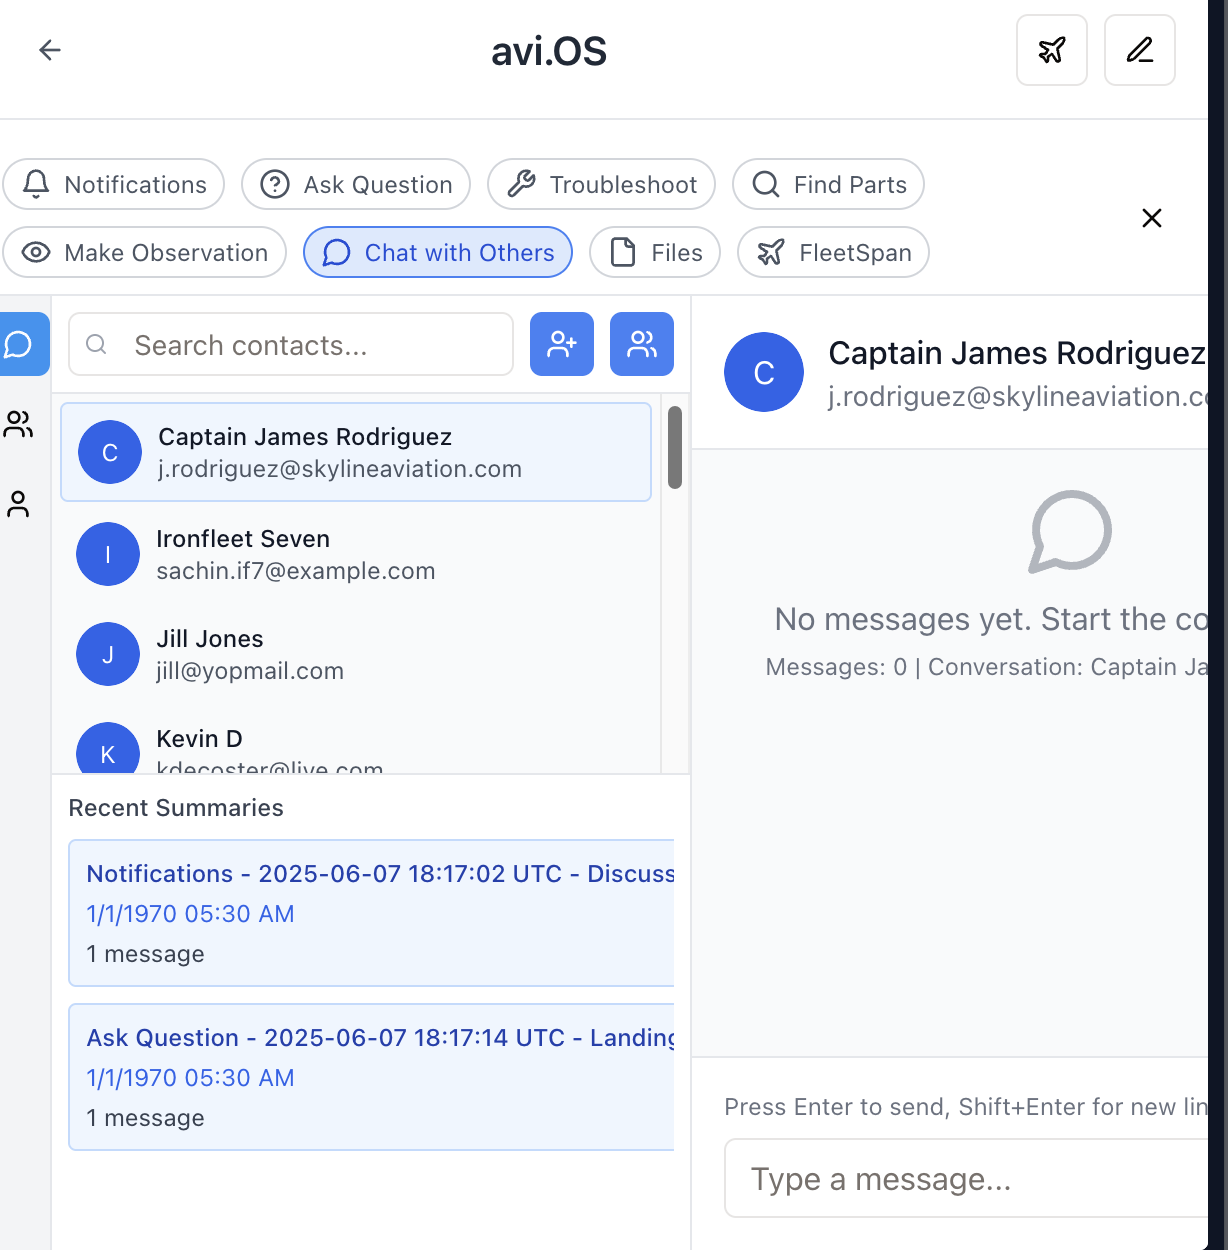 avi.OS
Notifications
Ask Question
Troubleshoot
Find Parts
Make Observation
Chat with Others
Files
FleetSpan
Search contacts...
C
Captain James Rodriguez
j.rodriguez@skylineaviation.com
I
Ironfleet Seven
sachin.if7@example.com
J
Jill Jones
jill@yopmail.com
K
Kevin D
kdecoster@live.com
Recent Summaries
Notifications - 2025-06-07 18:17:02 UTC - Discuss
1/1/1970 05:30 AM
1 message
Ask Question - 2025-06-07 18:17:14 UTC - Landing
1/1/1970 05:30 AM
1 message
C
Captain James Rodriguez
j.rodriguez@skylineaviation.c
No messages yet. Start the co
Messages: 0 | Conversation: Captain Ja
Press Enter to send, Shift+Enter for new lin
Type a message...